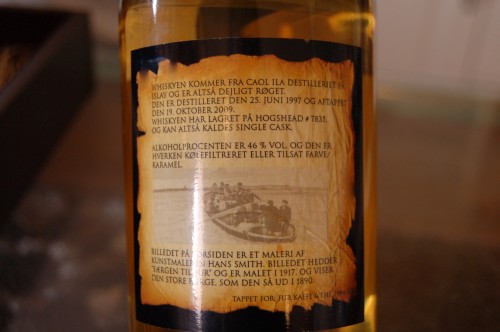 WHISKYEN KOMMER FRA CAOL ILA DESTILLERIET PÅ
ISLAY OG ER ALTSÅ DEJLIGT RØGET.
DEN ER DESTILLERET DEN 25. JUNI 1997 OG AFTAPPET
DEN 19. OKTOBER 2009.
WHISKYEN HAR LAGRET PÅ HOGSHEAD # 7835,
OG KAN ALTSÅ KALDES SINGLE CASK.
ALKOHOLPROCENTEN ER 46 % VOL, OG DEN ER
HVERKEN KØLEFILTRERET ELLER TILSAT FARVE/
KARAMEL.
BILLEDET PÅ FORSIDEN ER ET MALERI AF
KUNSTMALEREN HANS SMITH. BILLEDET HEDDER
OG ER MALET I 1917, OG VISER
DEN STORE FÆRGE, SOM DEN SÅ UD I 1890.
TAPPET FOR: FUR KAFFE & THE